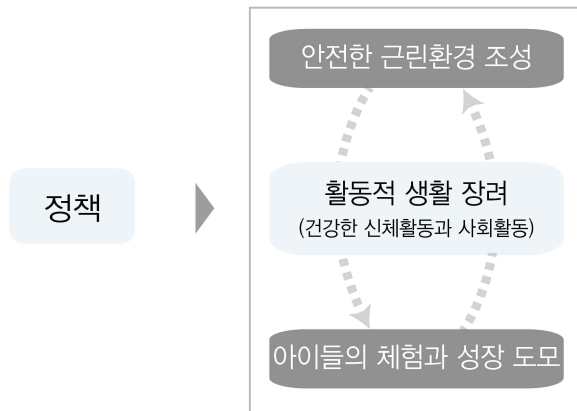 안전한 근린환경 조성
정책
활동적 생활 장려
(건강한 신체활동과 사회활동)
아이들의 체험과 성장 도모